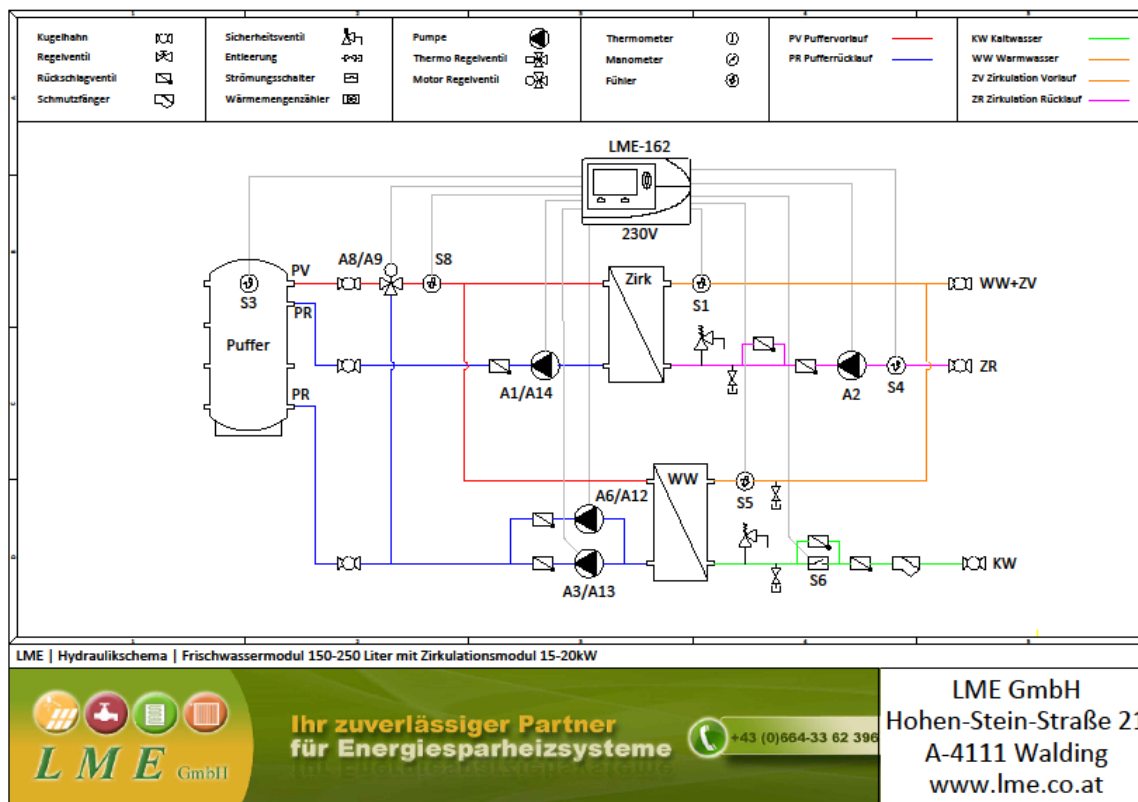 Kugelhahn
Regelventil
Rückschlagventil
Schmutzfänger
Sicherheitsventil
Entleerung
Strömungsschalter
Wärmemengenzähler
Pumpe
Thermo Regelventil
Motor Regelventil
Thermometer
Manometer
Fühler
PV Puffervorlauf
PR Pufferrücklauf
KW Kaltwasser
WW Warmwasser
ZV Zirkulation Vorlauf
ZR Zirkulation Rücklauf
LME-162
230V
A8/A9
S8
PV
S3
PR
Puffer
Zirk
S1
WW+ZV
A1/A14
A2
S4
ZR
PR
WW
S5
A6/A12
A3/A13
S6
KW
LME | Hydraulikschema | Frischwassermodul 150-250 Liter mit Zirkulationsmodul 15-20kW
LME GmbH
Ihr zuverlässiger Partner
für Energiesparheizsysteme
+43 (0)664-33 62 396
LME GmbH
Hohen-Stein-Straße 21
A-4111 Walding
www.lme.co.at